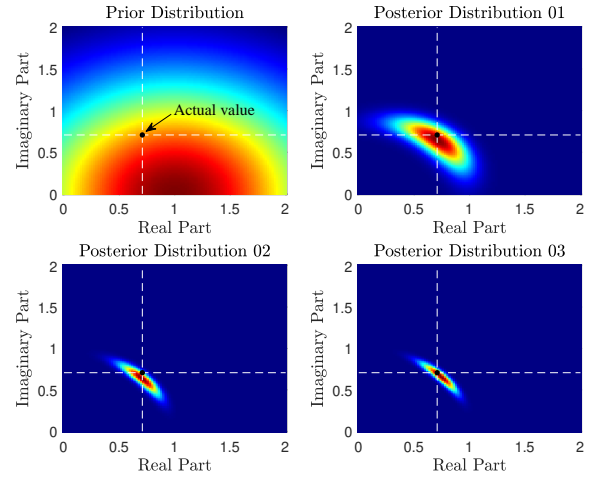 Prior Distribution
Imaginary Part
2
1.5
1
0.5
0
Actual value
0 0.5 1 1.5 2
Real Part
Posterior Distribution 01
Imaginary Part
2
1.5
1
0.5
0
0 0.5 1 1.5 2
Real Part
Posterior Distribution 02
Imaginary Part
2
1.5
1
0.5
0
0 0.5 1 1.5 2
Real Part
Posterior Distribution 03
Imaginary Part
2
1.5
1
0.5
0
0 0.5 1 1.5 2
Real Part